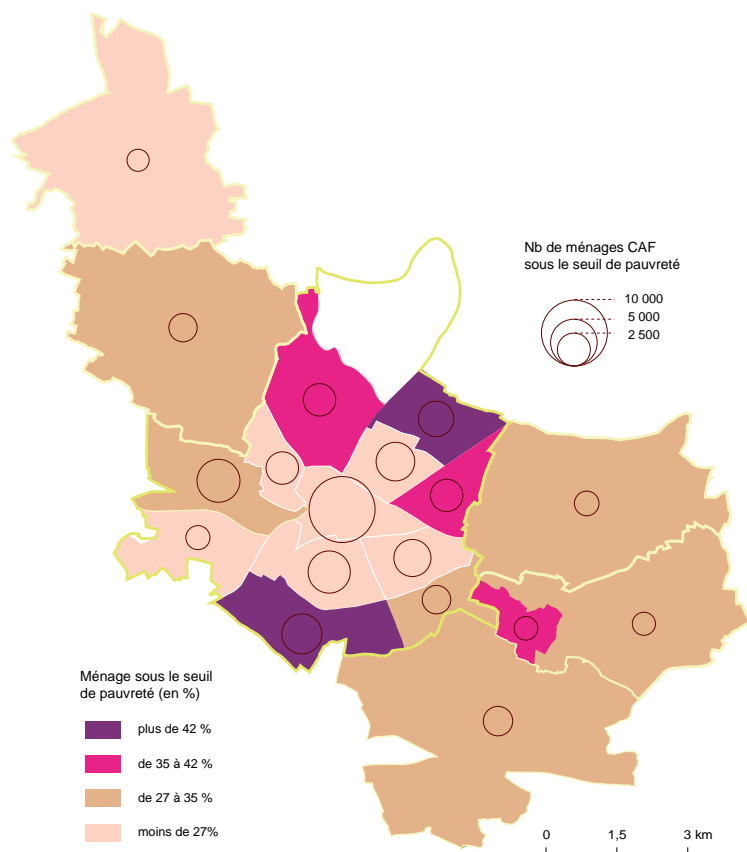 Nb de ménages CAF
sous le seuil de pauvreté
10 000
5 000
2 500
Ménage sous le seuil
de pauvreté (en %)
plus de 42 %
de 35 à 42 %
de 27 à 35 %
moins de 27%
0 1,5 3 km